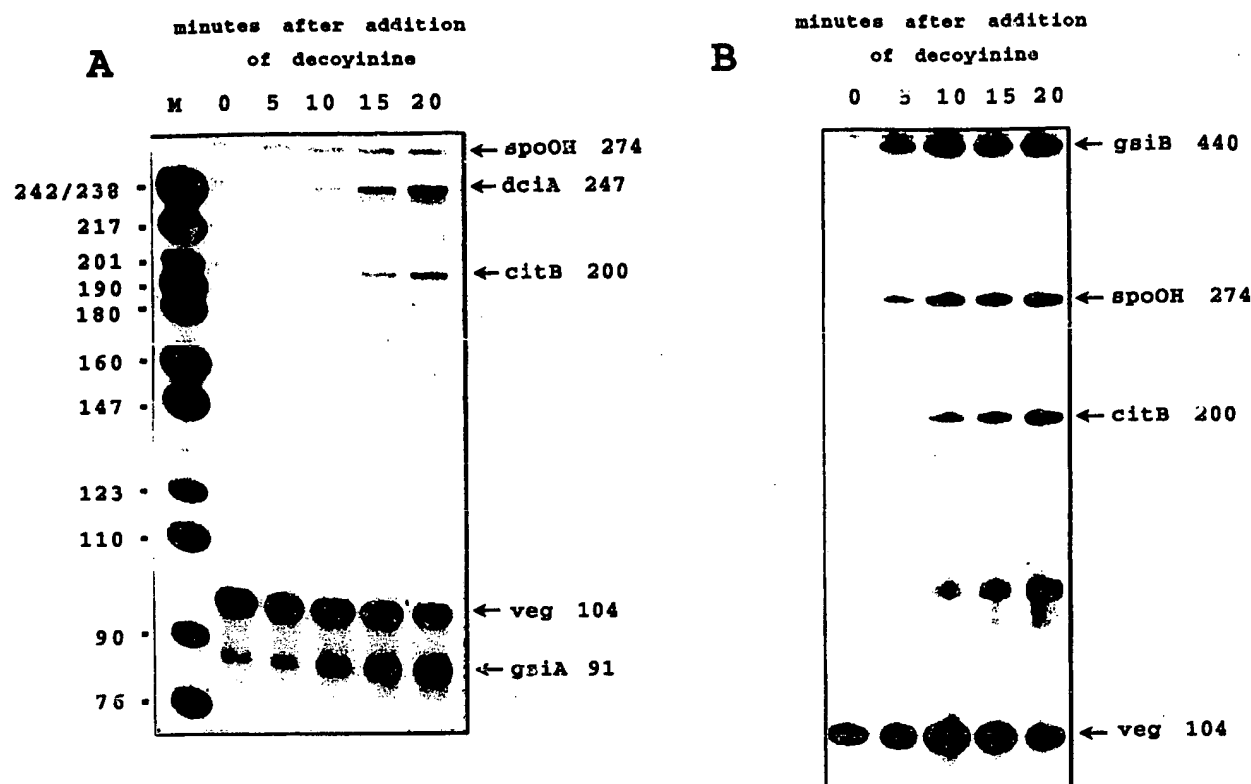 minutes after addition
of decoyinine
A
M 0 5 10 15 20
spoOH 274
242/238
dciA 247
217
201
citB 200
190
180
160
147
123
110
veg 104
90
gsiA 91
76
minutes after addition
of decoyinine
B
0 5 10 15 20
gsiB 440
spoOH 274
citB 200
veg 104